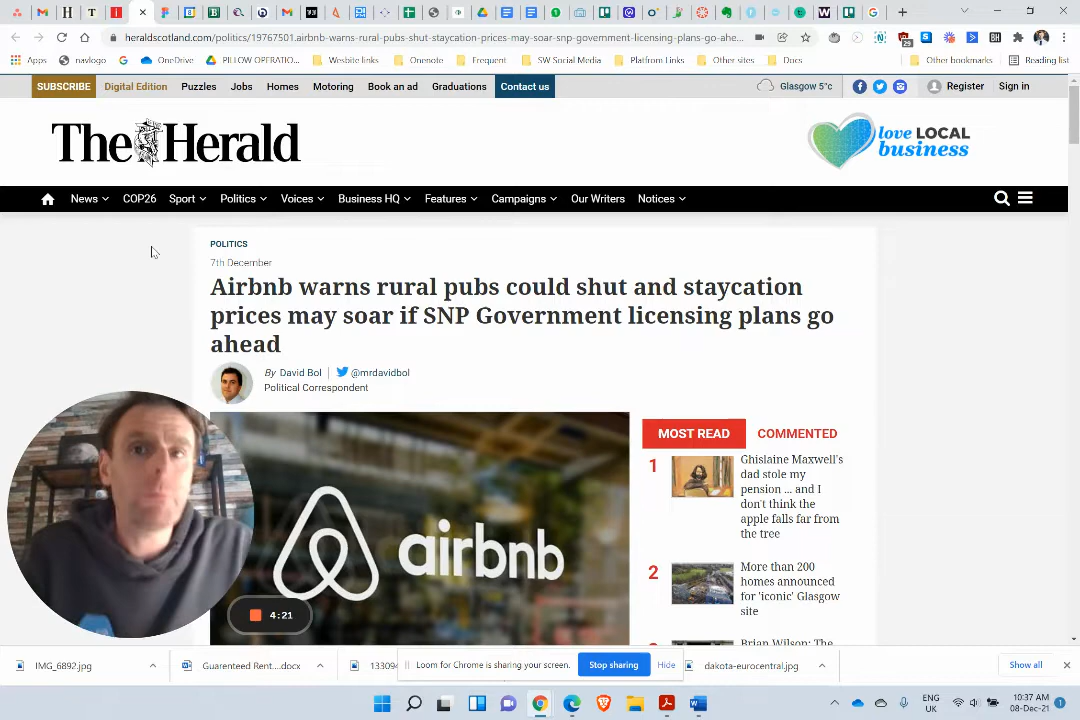 heraldscotland.com/politics/19767501.airbnb-warns-rural-pubs-shut-staycation-prices-may-soar-snp-government-licensing-plans-go-ahe...
Apps navlogo OneDrive PILLOW OPERATIO... Wesbite links Onenote Frequent SW Social Media Platfrom Links Other sites Docs Other bookmarks Reading list
SUBSCRIBE Digital Edition Puzzles Jobs Homes Motoring Book an ad Graduations Contact us Glasgow 5°c Register Sign in
The Herald
love LOCAL
business
News COP26 Sport Politics Voices Business HQ Features Campaigns Our Writers Notices
POLITICS
7th December
Airbnb warns rural pubs could shut and staycation
prices may soar if SNP Government licensing plans go
ahead
By David Bol @mrdavidbol
Political Correspondent
airbnb
4:21
MOST READ COMMENTED
1
Ghislaine Maxwell's
dad stole my
pension ... and I
don't think the
apple falls far from
the tree
2
More than 200
homes announced
for 'iconic' Glasgow
site
Brian Wilson: The
IMG_6892.jpg Guarenteed Rent....docx 13309 Loom for Chrome is sharing your screen. Stop sharing Hide dakota-eurocentral.jpg Show all
ENG
UK
10:37 AM
08-Dec-21
1